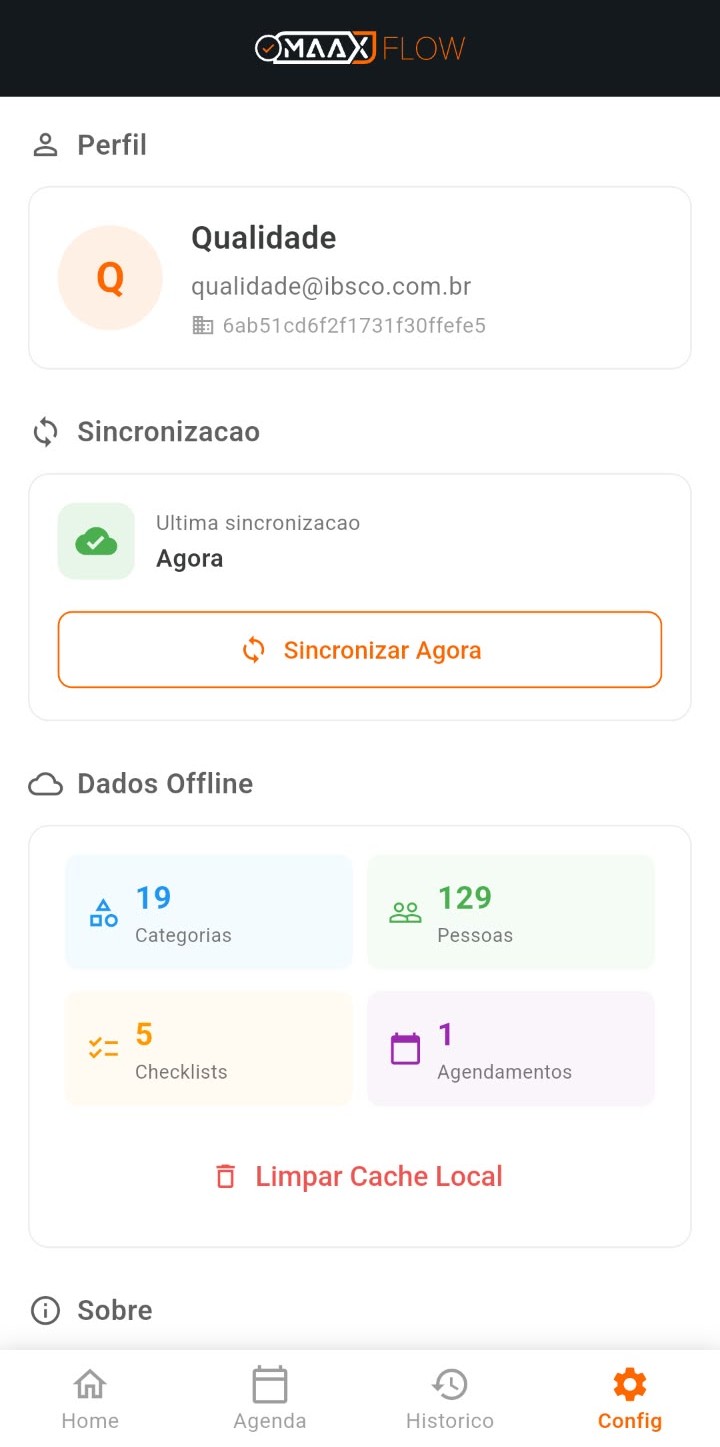 MAAX FLOW
Perfil
Q
Qualidade
qualidade@ibsco.com.br
6ab51cd6f2f1731f30ffefe5
Sincronizacao
Ultima sincronizacao
Agora
Sincronizar Agora
Dados Offline
19
Categorias
129
Pessoas
5
Checklists
1
Agendamentos
Limpar Cache Local
Sobre
Home
Agenda
Historico
Config